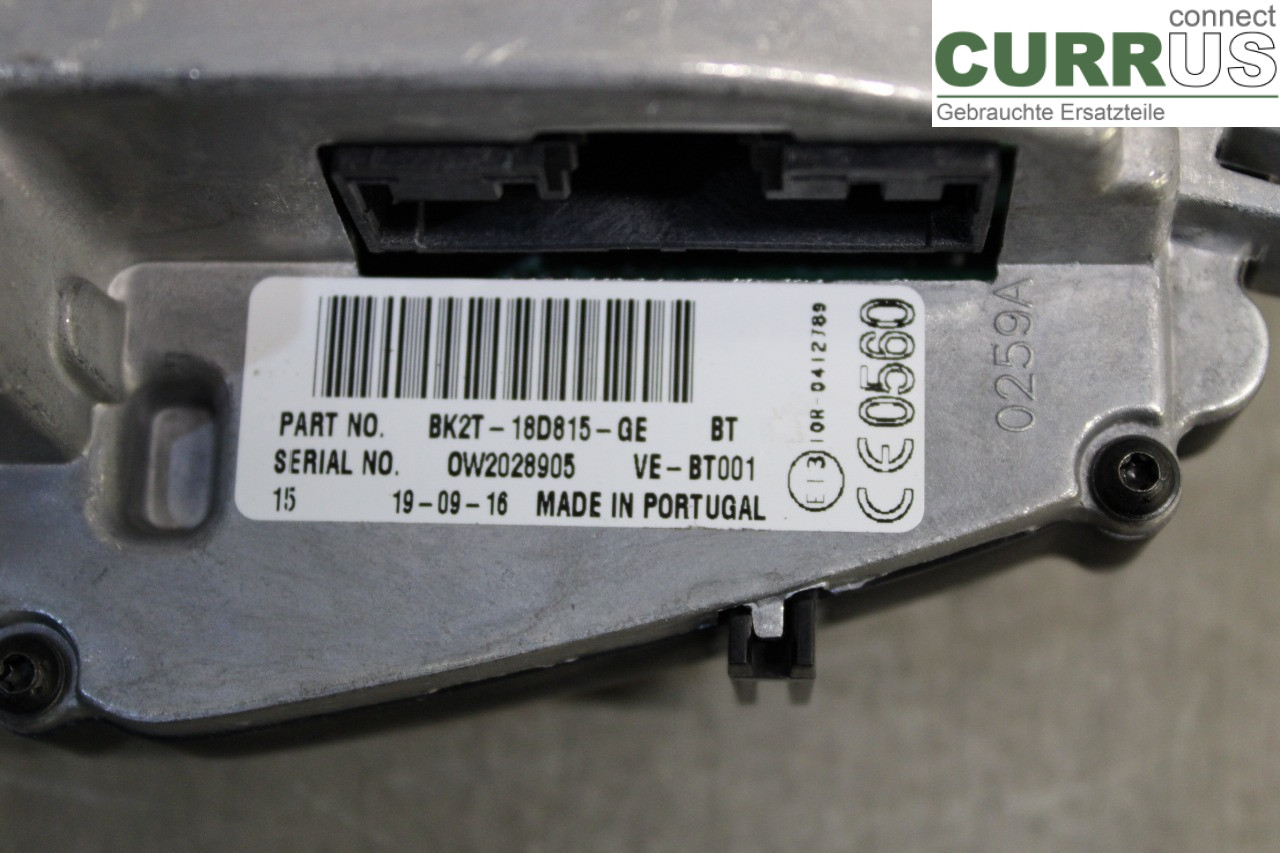 connect
CURRUS
Gebrauchte Ersatzteile
PART NO. BK2T-18D815-GE BT
SERIAL NO. OW2028905 VE-BT001
15 19-09-16 MADE IN PORTUGAL
E13 10R-0412789
CE0560
0259A